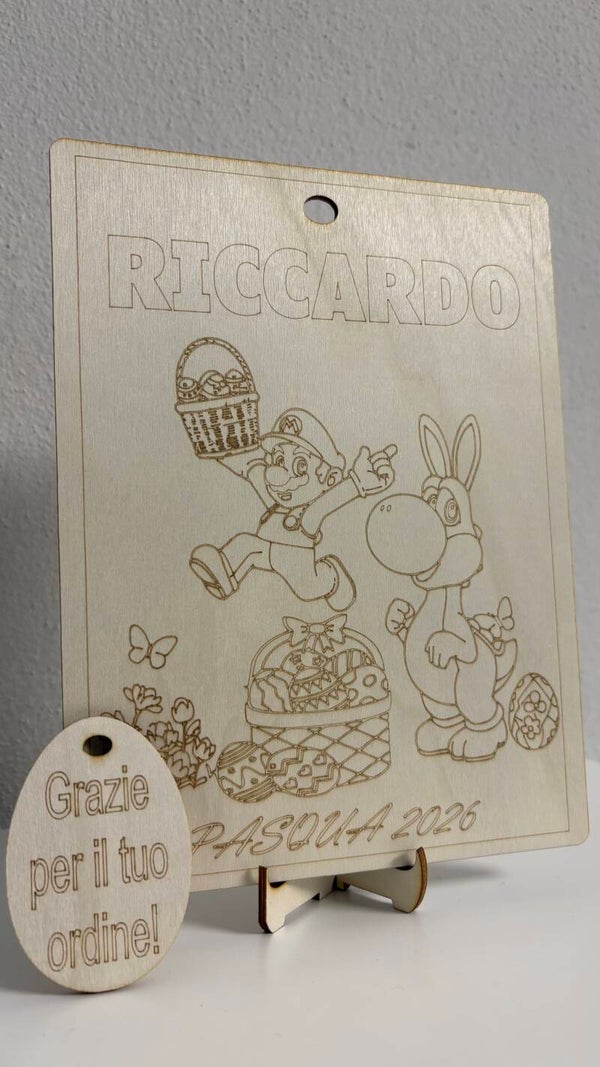 RICCARDO
M
PASQUA 2026
Grazie
per il tuo
ordine!